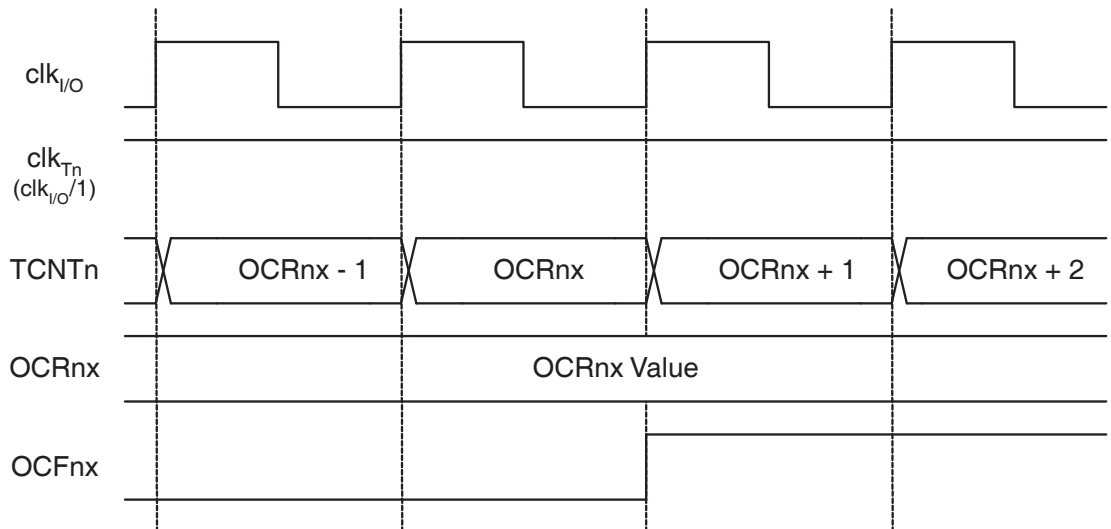 clkI/O
clkTn
(clkI/O/1)
TCNTn
OCRnx - 1
OCRnx
OCRnx + 1
OCRnx + 2
OCRnx
OCRnx Value
OCFnx